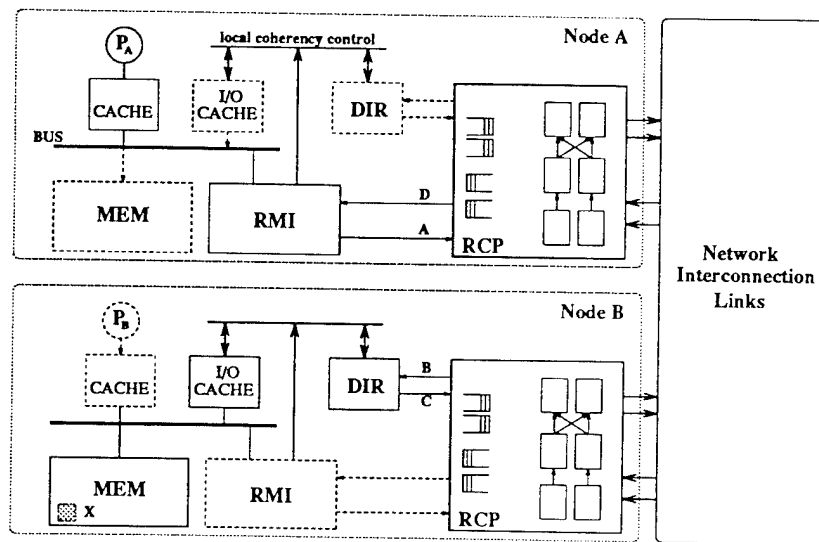 Node A
P_A
local coherency control
CACHE
I/O
CACHE
DIR
BUS
MEM
RMI
D
A
RCP
Network
Interconnection
Links
Node B
P_B
CACHE
I/O
CACHE
DIR
B
C
MEM
X
RMI
RCP